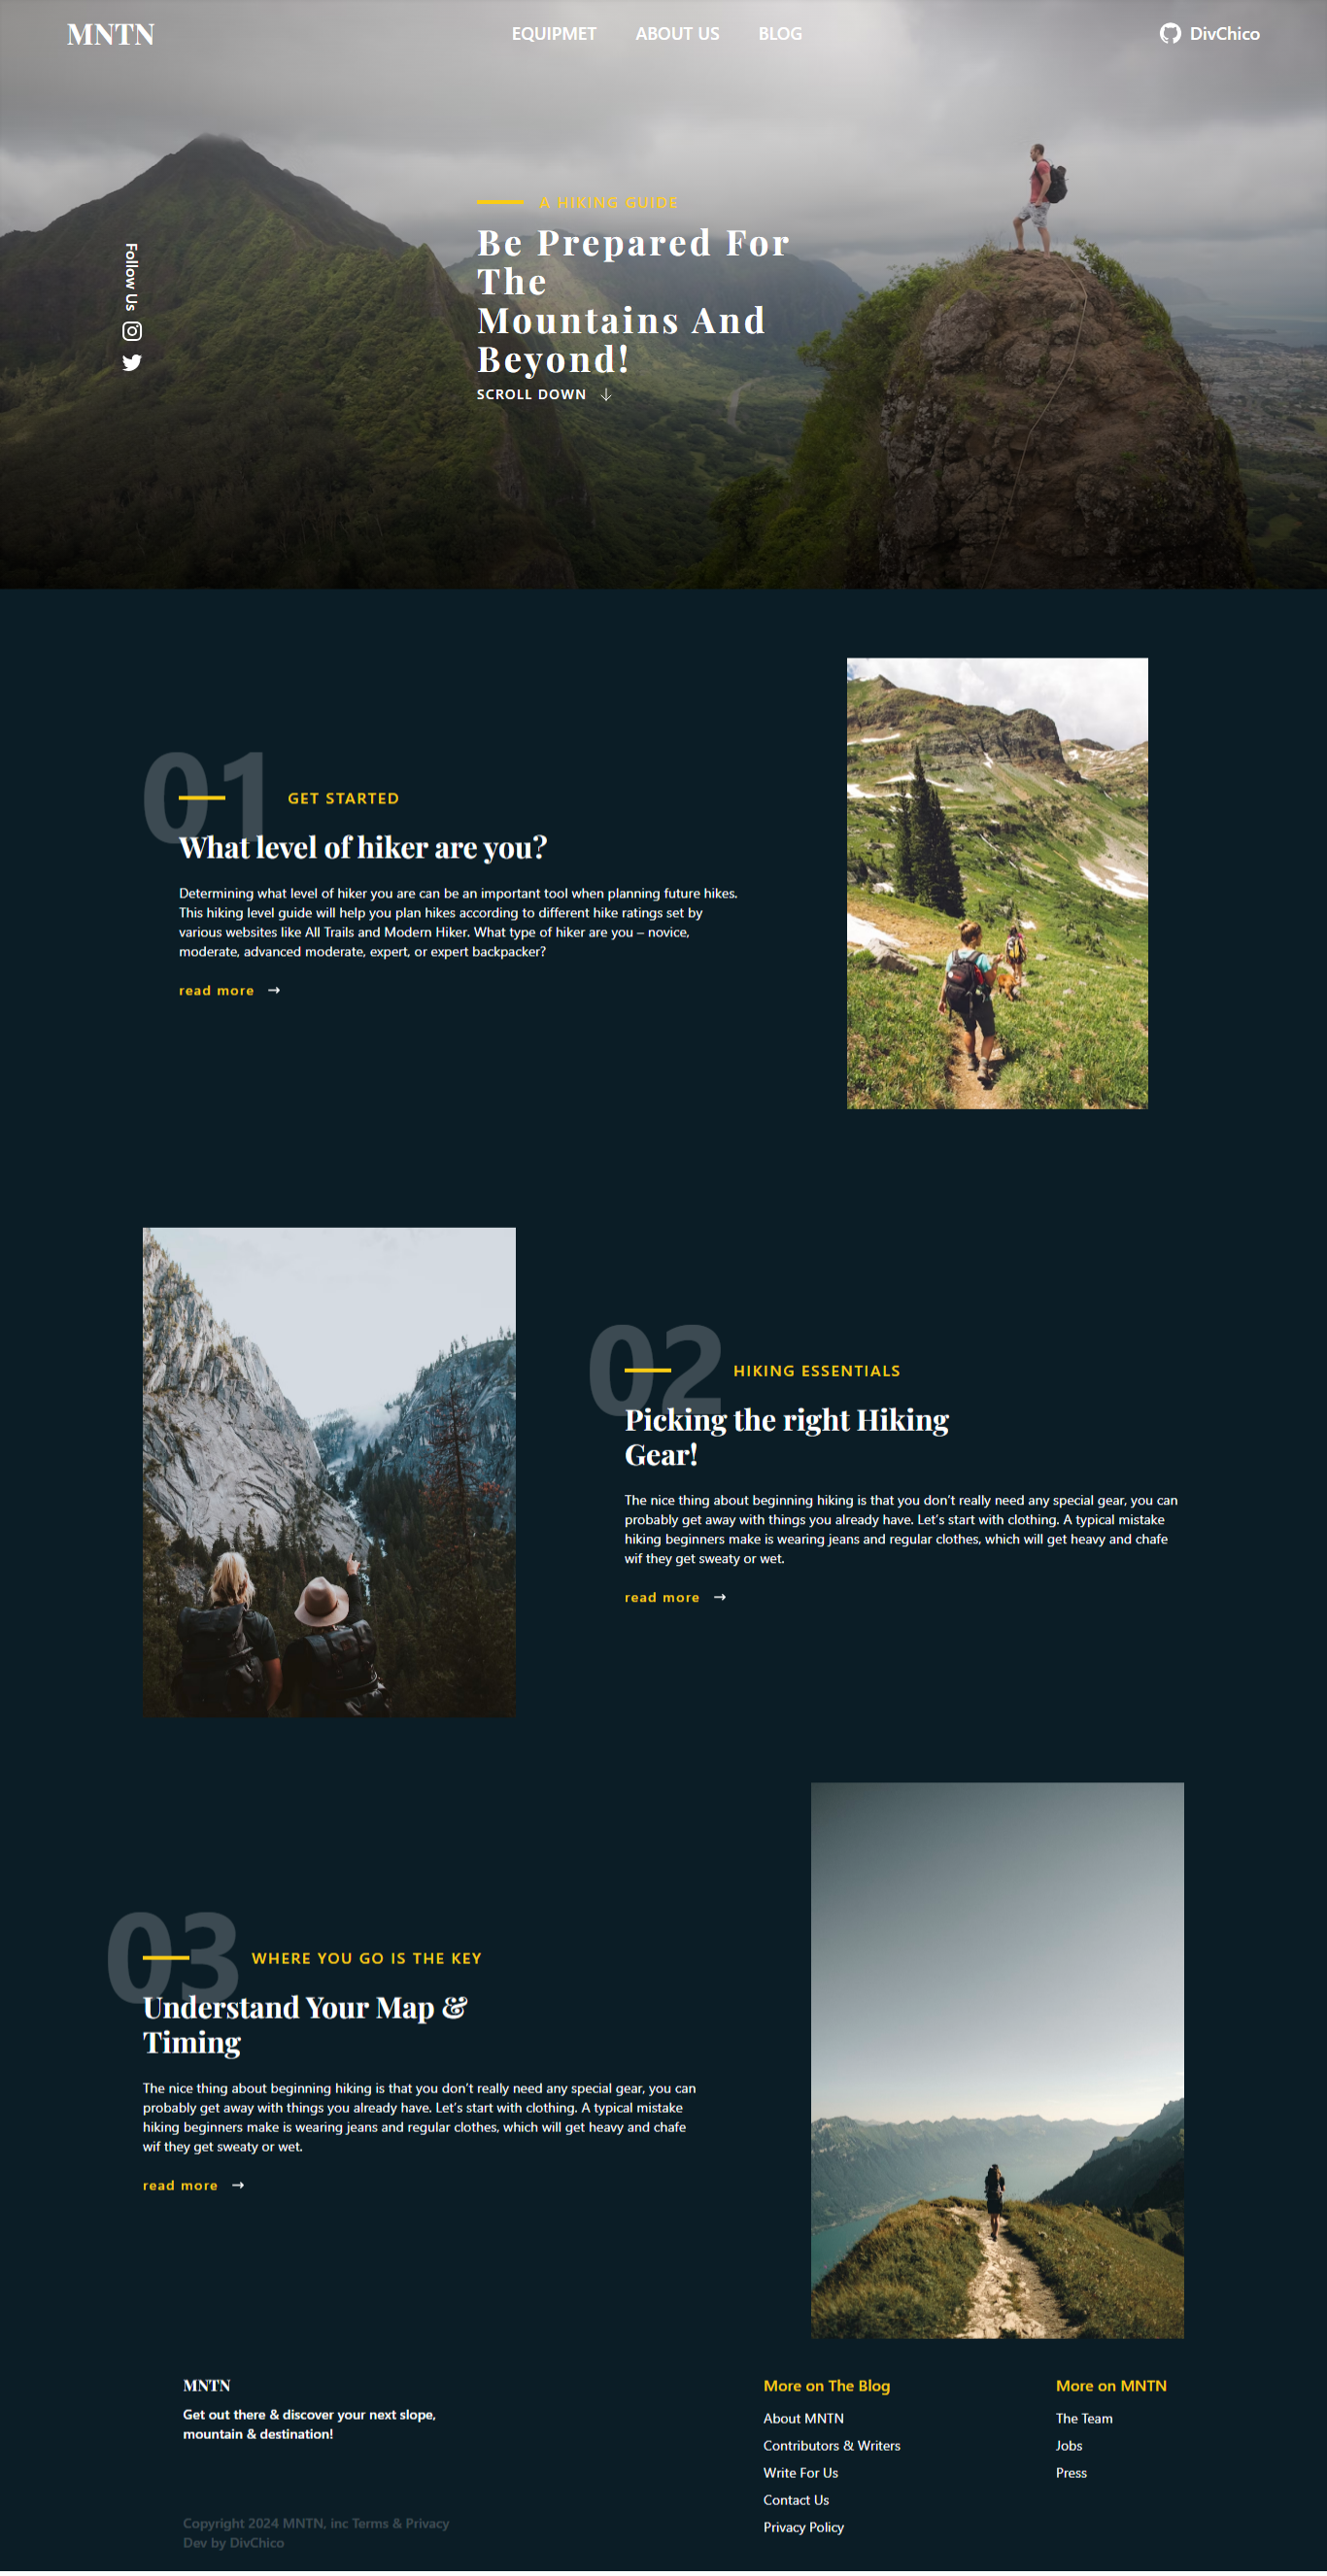 MNTN
EQUIPMET ABOUT US BLOG
DivChico
Follow Us
A HIKING GUIDE
Be Prepared For
The
Mountains And
Beyond!
SCROLL DOWN ↓
01
GET STARTED
What level of hiker are you?
Determining what level of hiker you are can be an important tool when planning future hikes.
This hiking level guide will help you plan hikes according to different hike ratings set by
various websites like All Trails and Modern Hiker. What type of hiker are you – novice,
moderate, advanced moderate, expert, or expert backpacker?
read more →
02
HIKING ESSENTIALS
Picking the right Hiking
Gear!
The nice thing about beginning hiking is that you don’t really need any special gear, you can
probably get away with things you already have. Let’s start with clothing. A typical mistake
hiking beginners make is wearing jeans and regular clothes, which will get heavy and chafe
wif they get sweaty or wet.
read more →
03
WHERE YOU GO IS THE KEY
Understand Your Map &
Timing
The nice thing about beginning hiking is that you don’t really need any special gear, you can
probably get away with things you already have. Let’s start with clothing. A typical mistake
hiking beginners make is wearing jeans and regular clothes, which will get heavy and chafe
wif they get sweaty or wet.
read more →
MNTN
Get out there & discover your next slope,
mountain & destination!
Copyright 2024 MNTN, inc Terms & Privacy
Dev by DivChico
More on The Blog
About MNTN
Contributors & Writers
Write For Us
Contact Us
Privacy Policy
More on MNTN
The Team
Jobs
Press